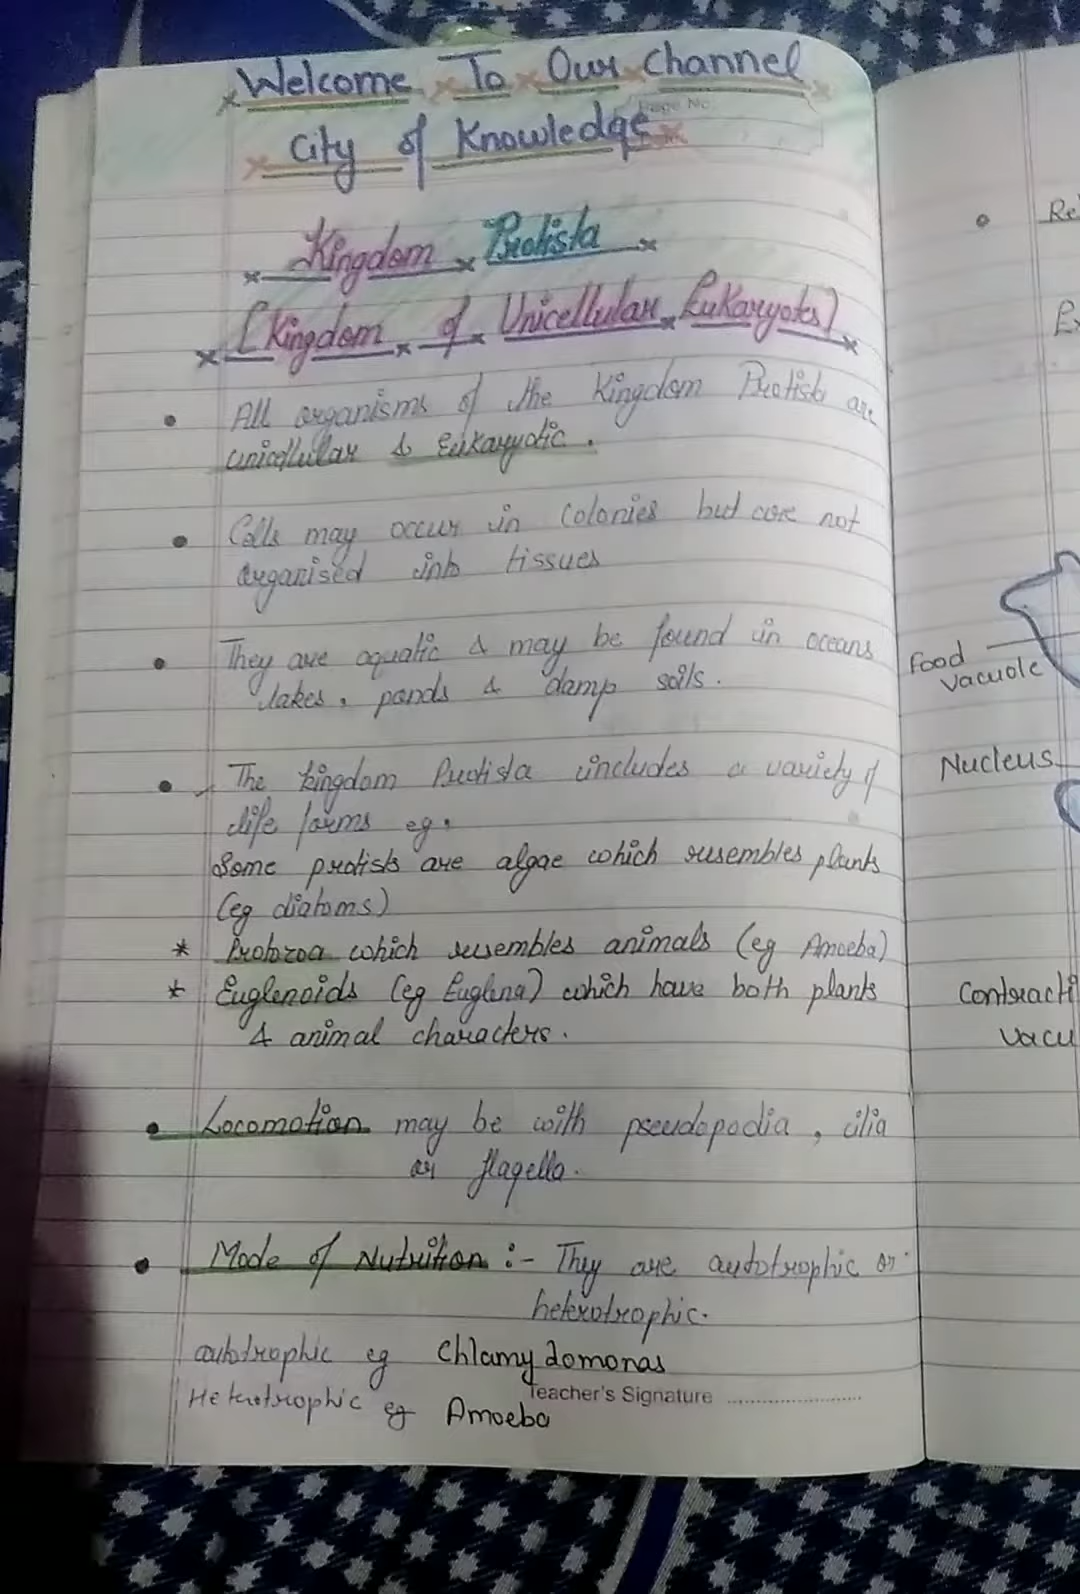 Welcome To Our Channel
Page No.
City of Knowledge
Kingdom Protista
[Kingdom of Unicellular Eukaryotes)
All organisms of the Kingdom Protista are
unicellular & Eukaryotic.
Cells may occur in Colonies but are not
organised into tissues
They are aquatic & may be found in oceans
lakes, ponds & damp soils.
The kingdom Protista includes a variety of
life forms eg.
Some protists are algae which resembles plants
(eg diatoms)
* Protozoa which resembles animals (eg Amoeba)
* Euglenoids (eg Euglena) which have both plants
& animal characters.
Locomotion may be with pseudopodia, cilia
or flagella.
Mode of Nutrition :- They are autotrophic or
heterotrophic.
autotrophic eg Chlamydomonas
Teacher's Signature
Heterotrophic eg Amoeba
Food
vacuole
Nucleus
Contracti
vacu